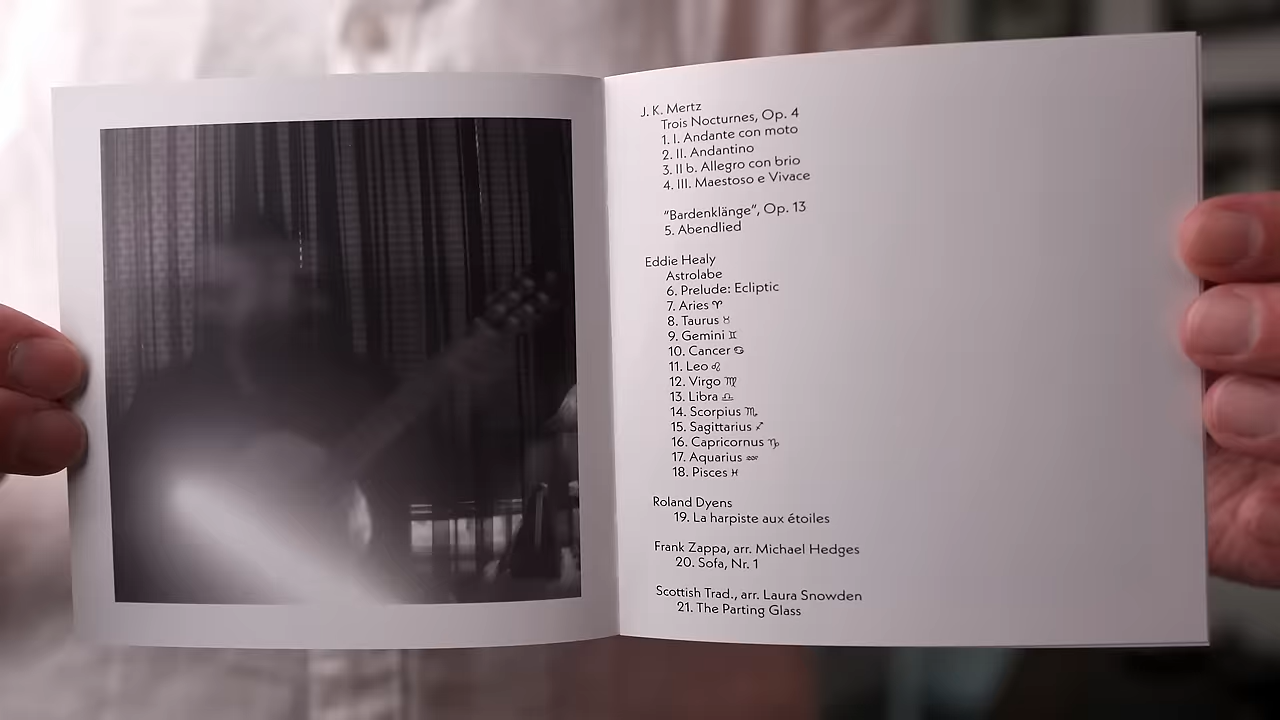 J. K. Mertz
Trois Nocturnes, Op. 4
1. I. Andante con moto
2. II. Andantino
3. II b. Allegro con brio
4. III. Maestoso e Vivace
"Bardenklänge", Op. 13
5. Abendlied
Eddie Healy
Astrolabe
6. Prelude: Ecliptic
7. Aries ♈
8. Taurus ♉
9. Gemini ♊
10. Cancer ♋
11. Leo ♌
12. Virgo ♍
13. Libra ♎
14. Scorpius ♏
15. Sagittarius ♐
16. Capricornus ♑
17. Aquarius ♒
18. Pisces ♓
Roland Dyens
19. La harpiste aux étoiles
Frank Zappa, arr. Michael Hedges
20. Sofa, Nr. 1
Scottish Trad., arr. Laura Snowden
21. The Parting Glass